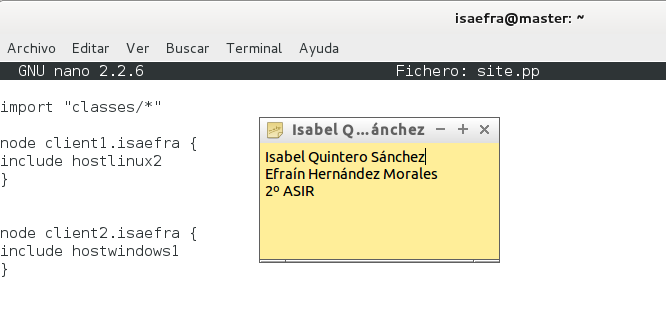 isaefra@master: ~
Archivo Editar Ver Buscar Terminal Ayuda
GNU nano 2.2.6 Fichero: site.pp
import "classes/*"
node client1.isaefra {
include hostlinux2
}
node client2.isaefra {
include hostwindows1
}
Isabel Q ...ánchez
Isabel Quintero Sánchez
Efraín Hernández Morales
2º ASIR